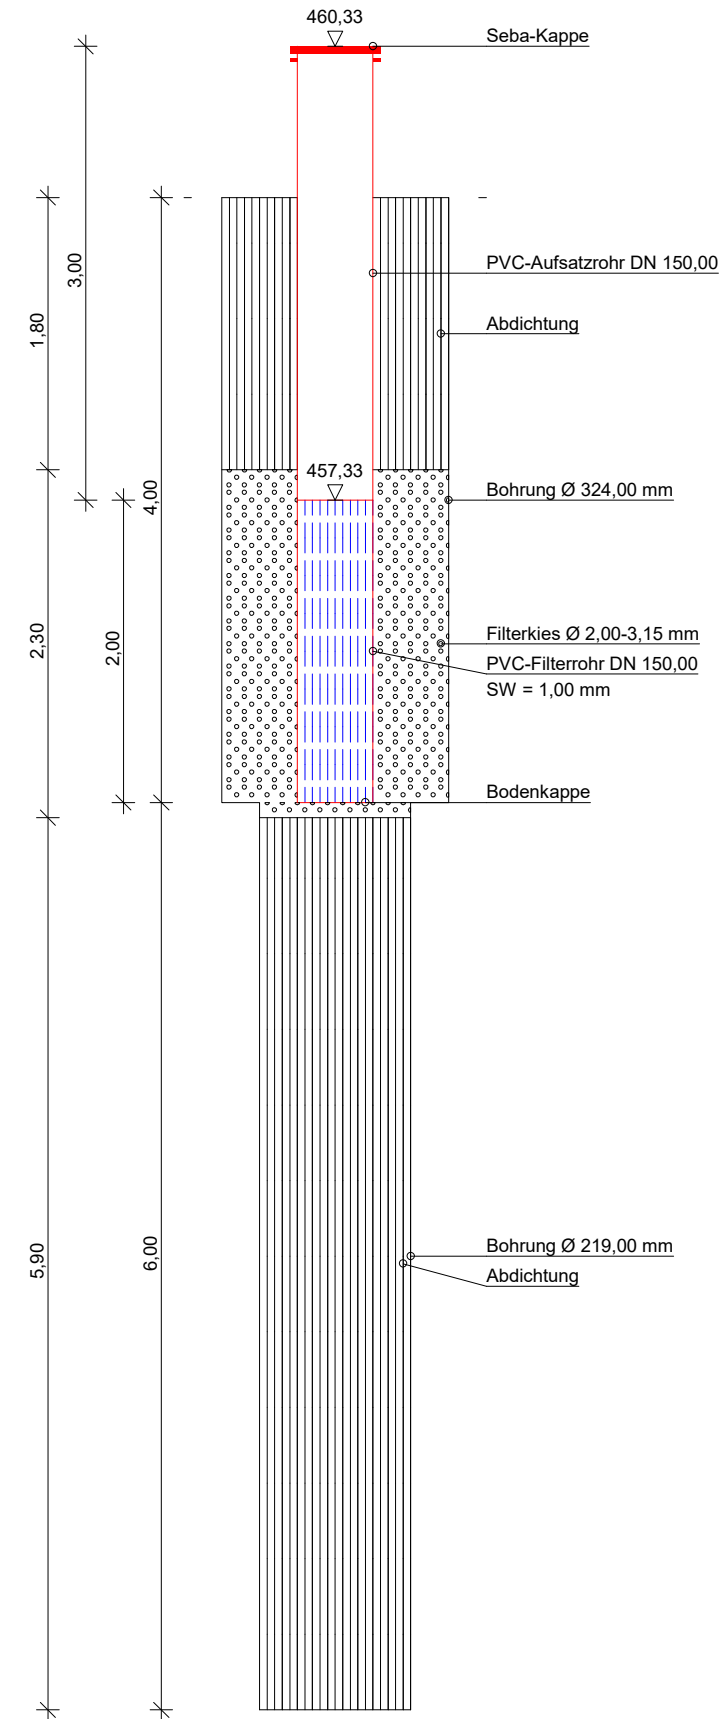 460,33
Seba-Kappe
3,00
PVC-Aufsatzrohr DN 150,00
1,80
Abdichtung
457,33
4,00
Bohrung Ø 324,00 mm
2,30
2,00
Filterkies Ø 2,00-3,15 mm
PVC-Filterrohr DN 150,00
SW = 1,00 mm
Bodenkappe
5,90
6,00
Bohrung Ø 219,00 mm
Abdichtung